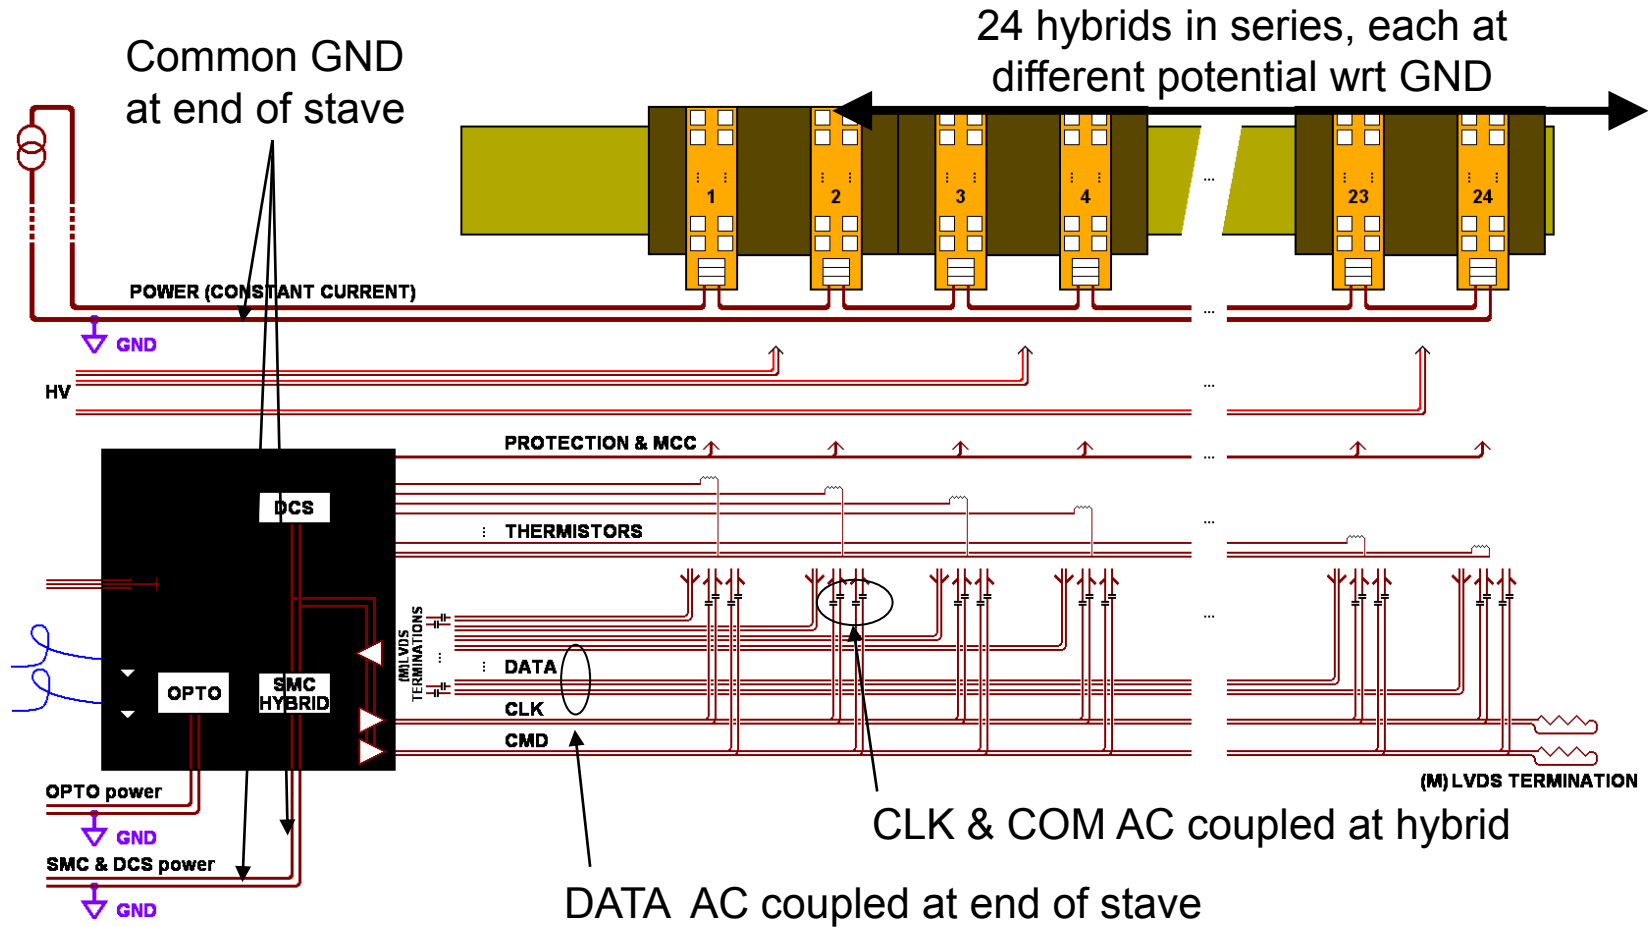 24 hybrids in series, each at
different potential wrt GND
Common GND
at end of stave
1
2
3
4
...
23
24
POWER (CONSTANT CURRENT)
...
GND
HV
...
PROTECTION & MCC
...
DCS
...
THERMISTORS
...
(M)LVDS
TERMINATIONS
...
DATA
OPTO
SMC
HYBRID
CLK
CMD
(M) LVDS TERMINATION
OPTO power
GND
CLK & COM AC coupled at hybrid
SMC & DCS power
GND
DATA AC coupled at end of stave